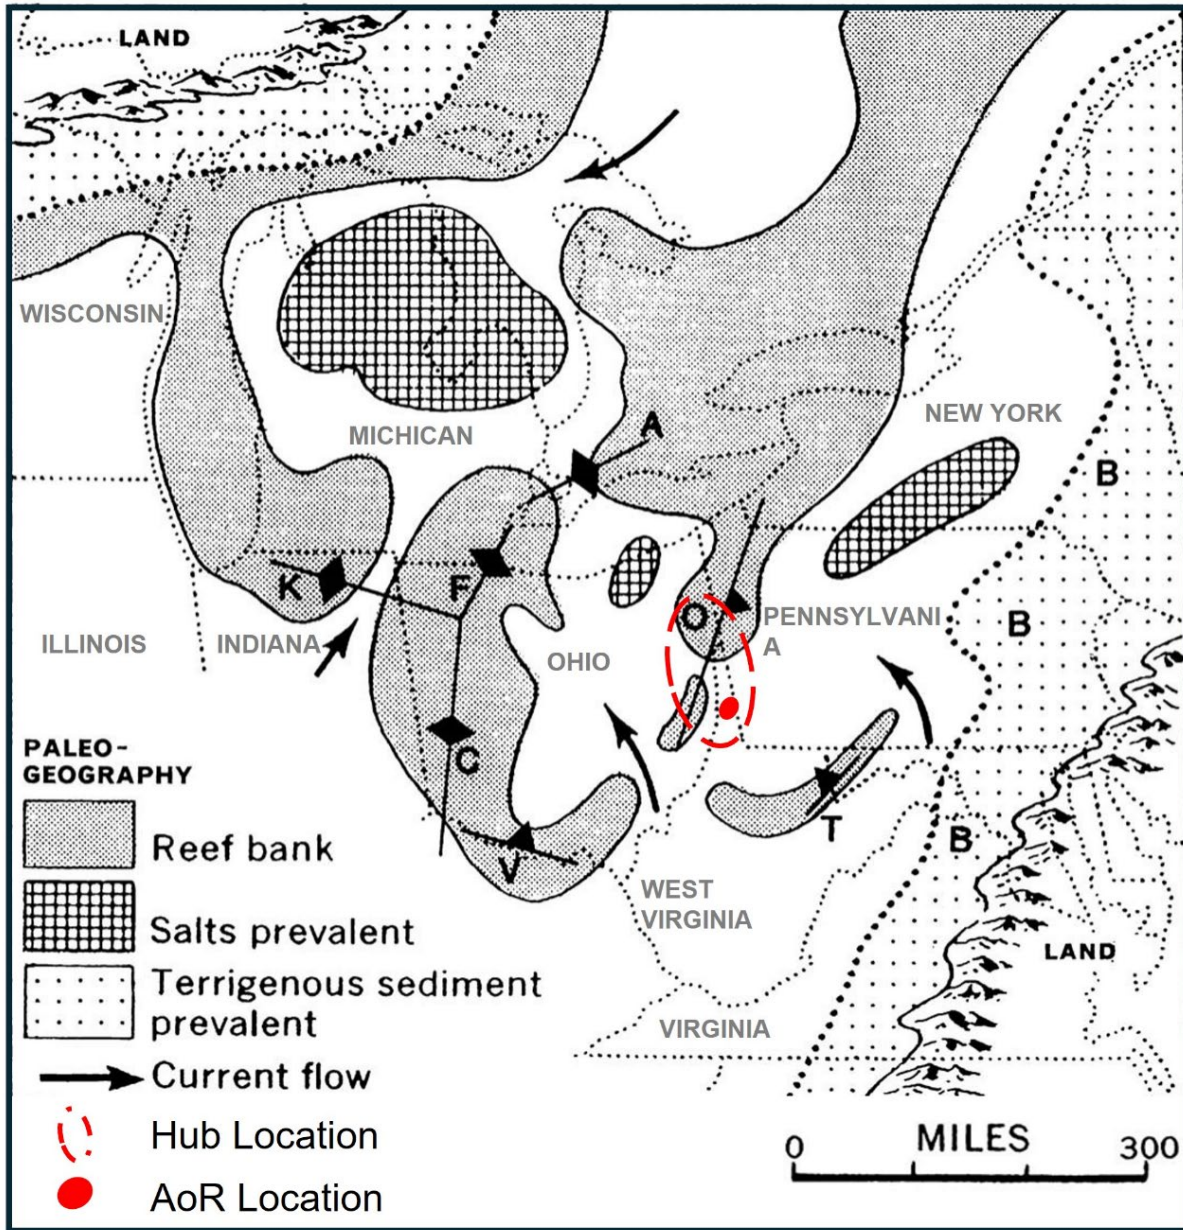 LAND
WISCONSIN
MICHICAN
A
NEW YORK
B
K
F
O
PENNSYLVANI
A
B
ILLINOIS
INDIANA
OHIO
PALEO-
GEOGRAPHY
C
T
B
V
Reef bank
WEST
VIRGINIA
Salts prevalent
LAND
Terrigenous sediment
prevalent
VIRGINIA
Current flow
Hub Location
0 MILES 300
AoR Location